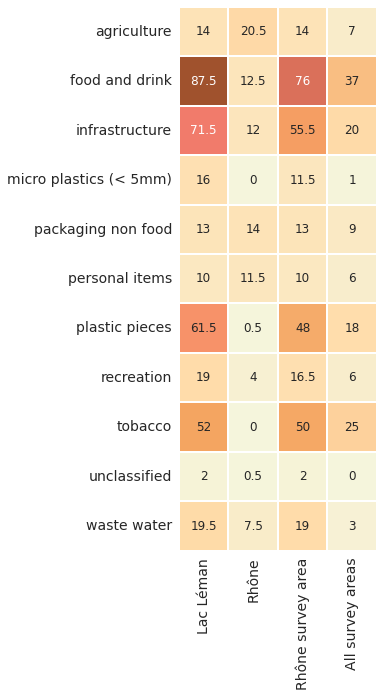 agriculture 14 20.5 14 7
food and drink 87.5 12.5 76 37
infrastructure 71.5 12 55.5 20
micro plastics (< 5mm) 16 0 11.5 1
packaging non food 13 14 13 9
personal items 10 11.5 10 6
plastic pieces 61.5 0.5 48 18
recreation 19 4 16.5 6
tobacco 52 0 50 25
unclassified 2 0.5 2 0
waste water 19.5 7.5 19 3
Lac Léman
Rhône
Rhône survey area
All survey areas